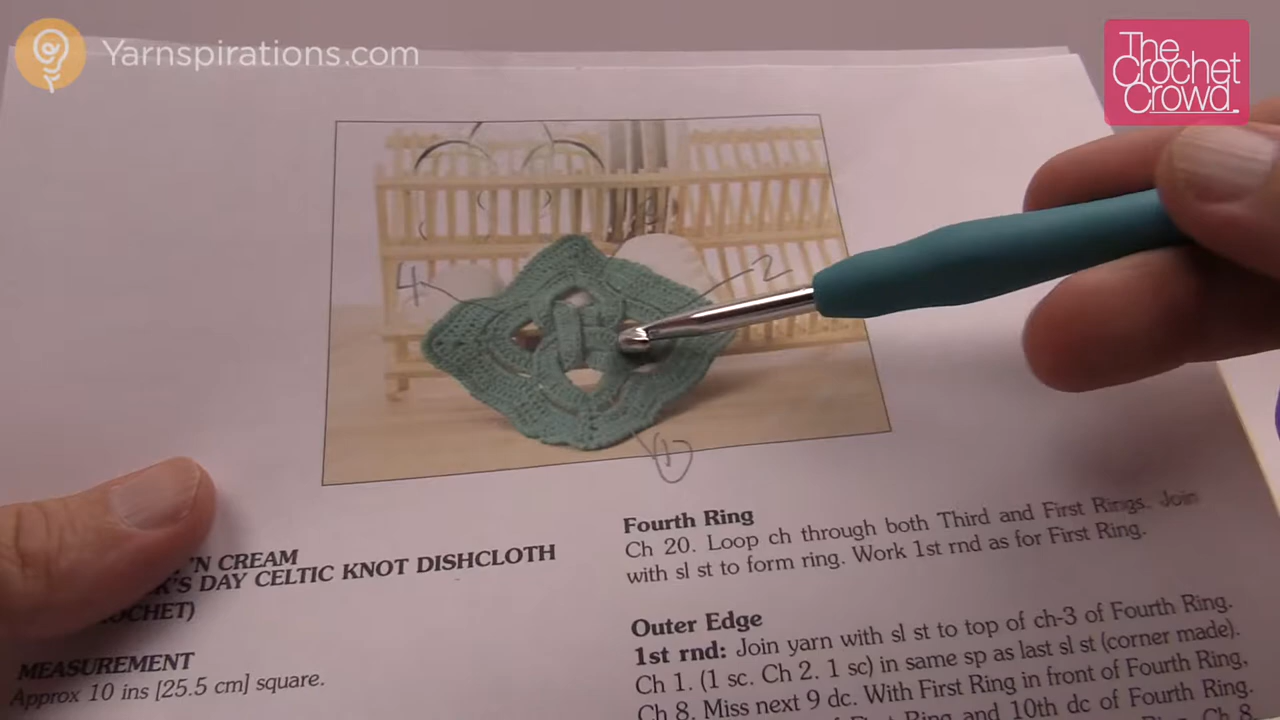 Yarnspirations.com
The
Crochet
Crowd
4
2
1
'N CREAM
K'S DAY CELTIC KNOT DISHCLOTH
OCHET)
MEASUREMENT
Approx 10 ins [25.5 cm] square.
Fourth Ring
Ch 20. Loop ch through both Third and First Rings. Join
with sl st to form ring. Work 1st rnd as for First Ring.
Outer Edge
1st rnd: Join yarn with sl st to top of ch-3 of Fourth Ring.
Ch 1. (1 sc. Ch 2. 1 sc) in same sp as last sl st (corner made).
Ch 8. Miss next 9 dc. With First Ring in front of Fourth Ring,
Ring and 10th dc of Fourth Ring.
Ch 8.